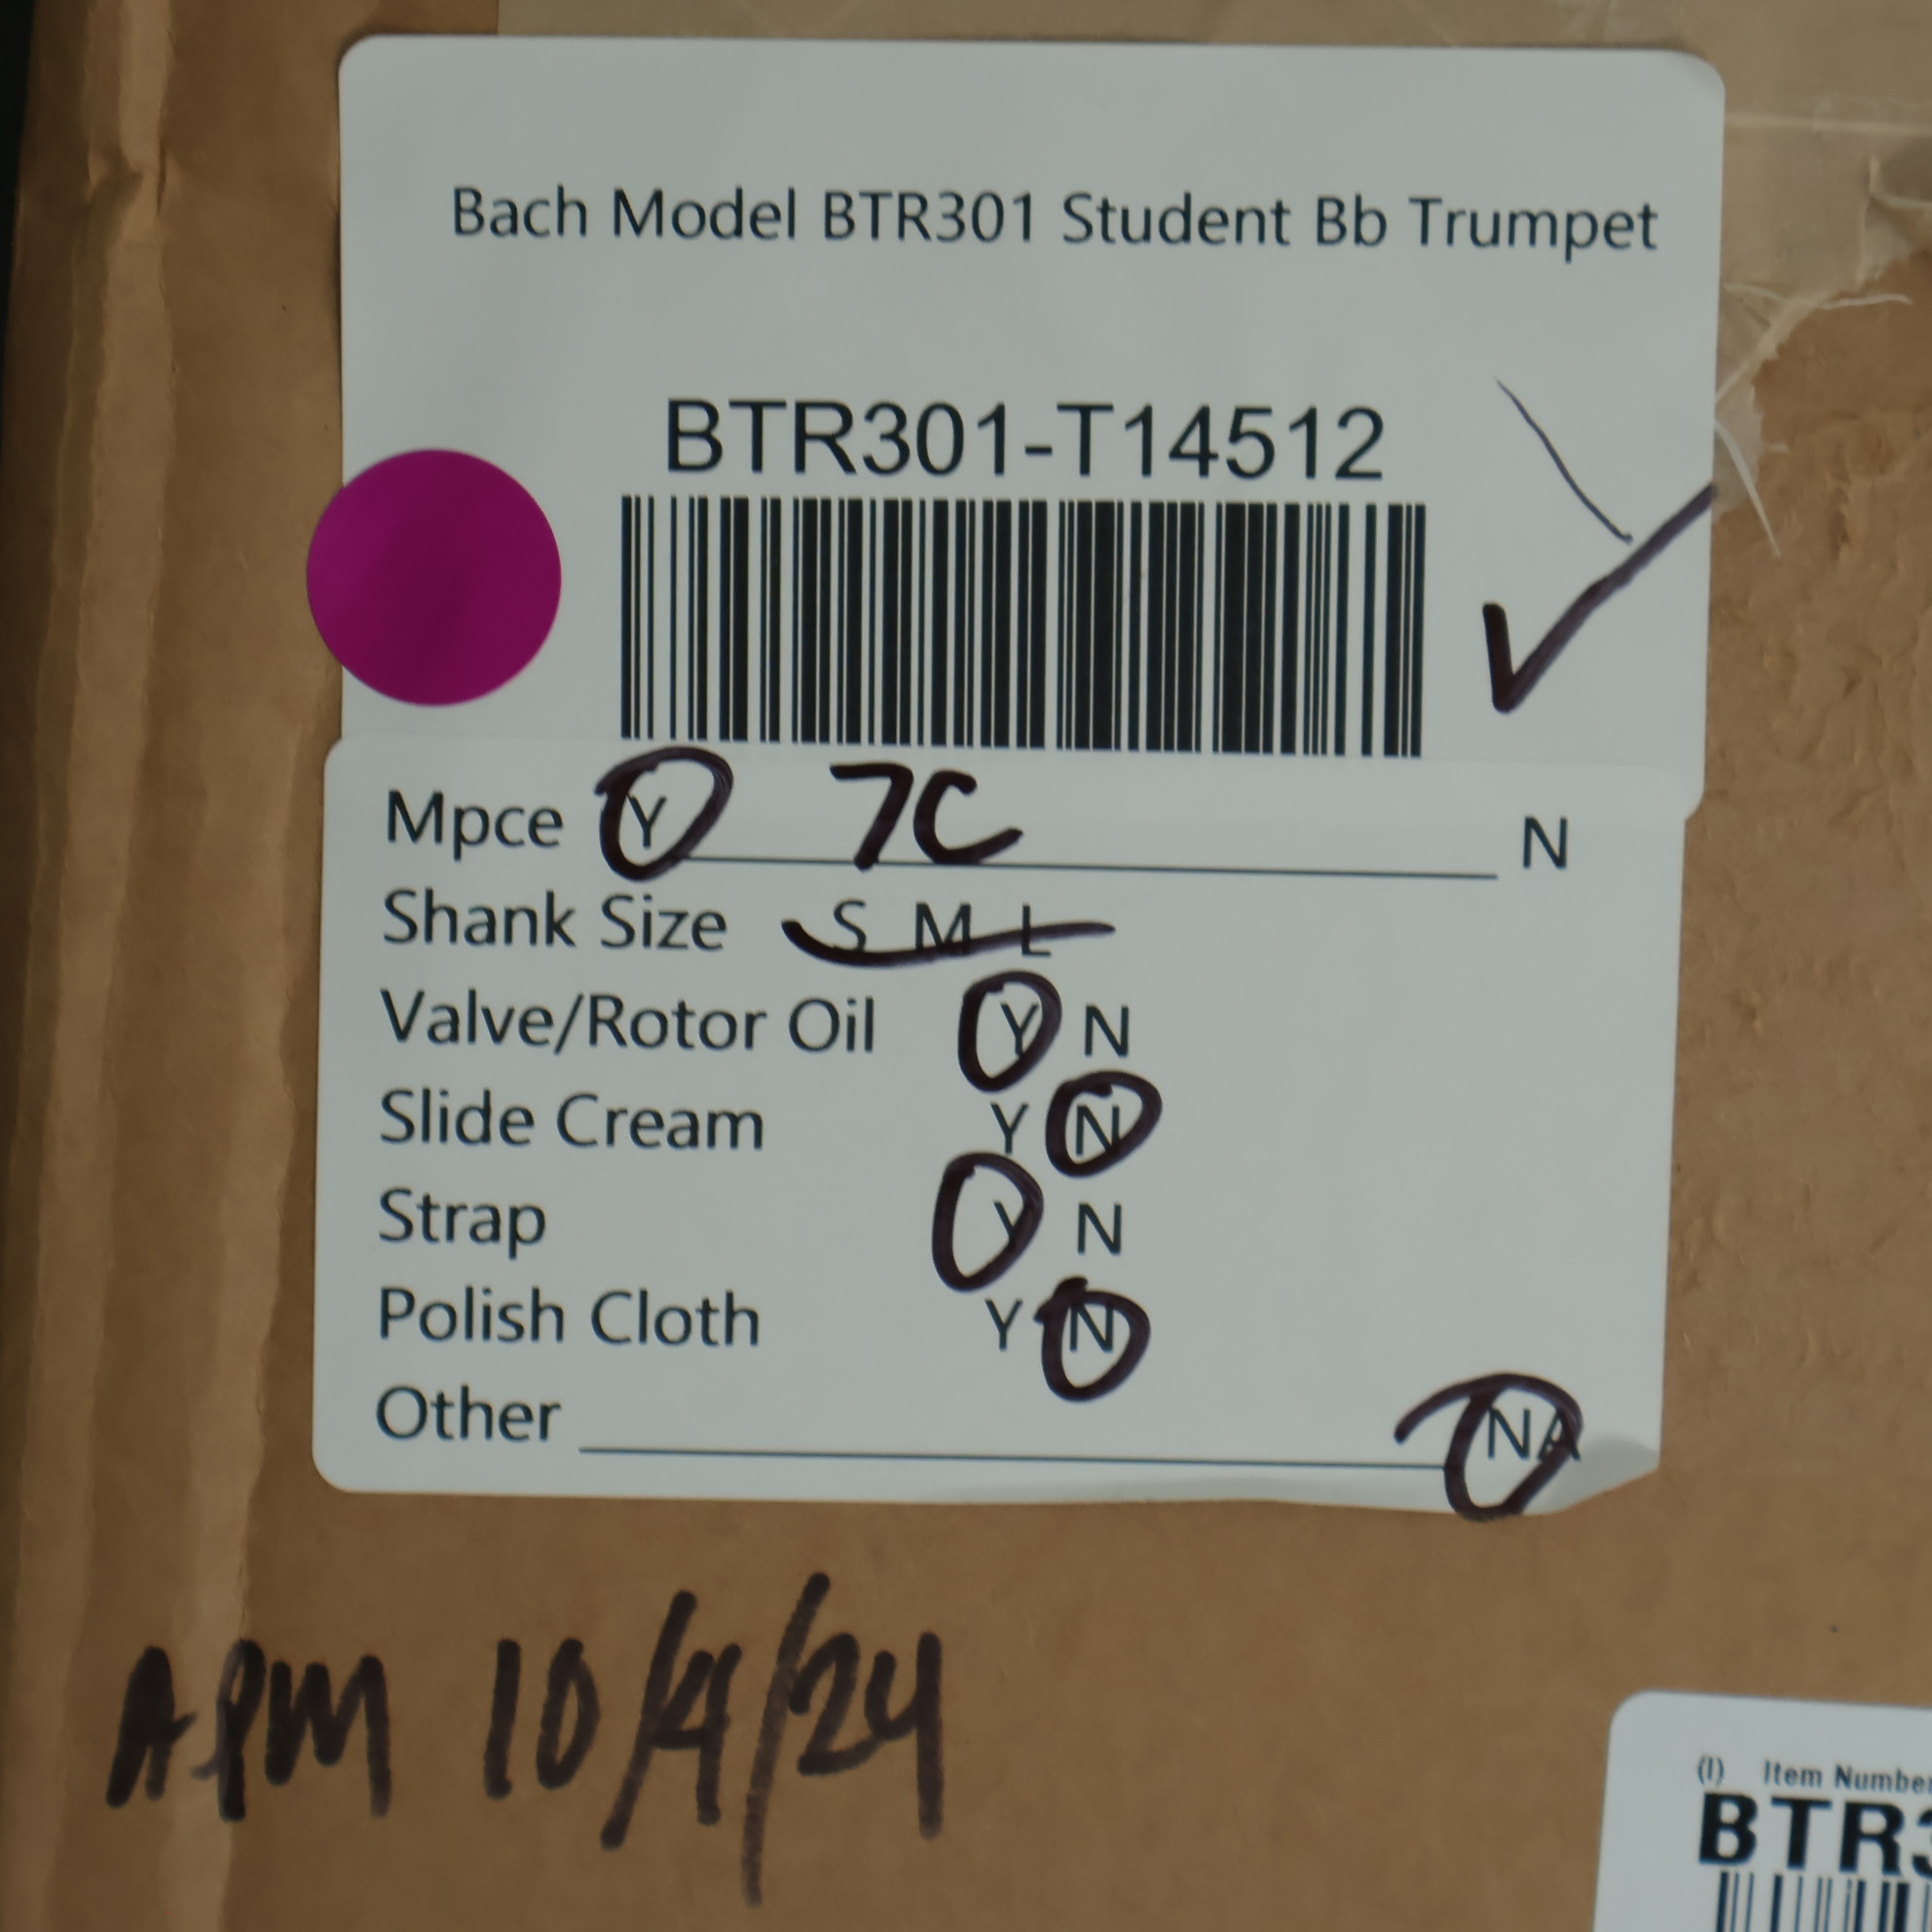 Bach Model BTR301 Student Bb Trumpet
BTR301-T14512
Mpce Y 7C N
Shank Size S M L
Valve/Rotor Oil Y N
Slide Cream Y N
Strap Y N
Polish Cloth Y N
Other NA
APM 10/4/24
(I) Item Number
BTR3